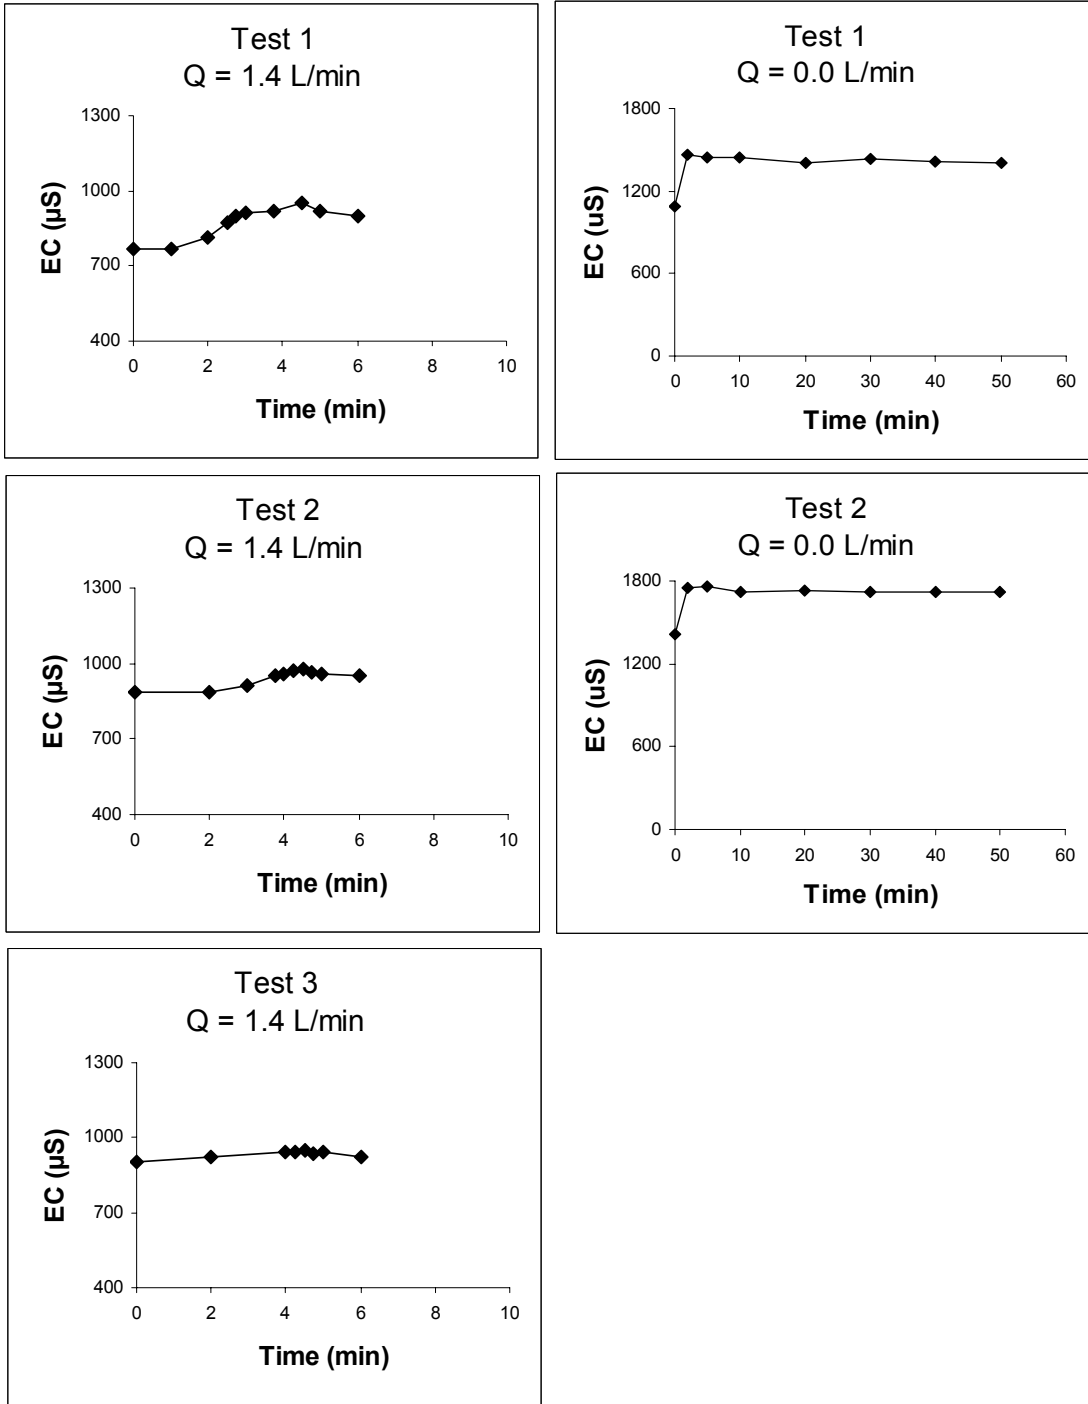 Test 1
Q = 1.4 L/min
1300
1000
700
400
EC (µS)
0 2 4 6 8 10
Time (min)
Test 1
Q = 0.0 L/min
1800
1200
600
0
EC (uS)
0 10 20 30 40 50 60
Time (min)
Test 2
Q = 1.4 L/min
1300
1000
700
400
EC (µS)
0 2 4 6 8 10
Time (min)
Test 2
Q = 0.0 L/min
1800
1200
600
0
EC (uS)
0 10 20 30 40 50 60
Time (min)
Test 3
Q = 1.4 L/min
1300
1000
700
400
EC (µS)
0 2 4 6 8 10
Time (min)